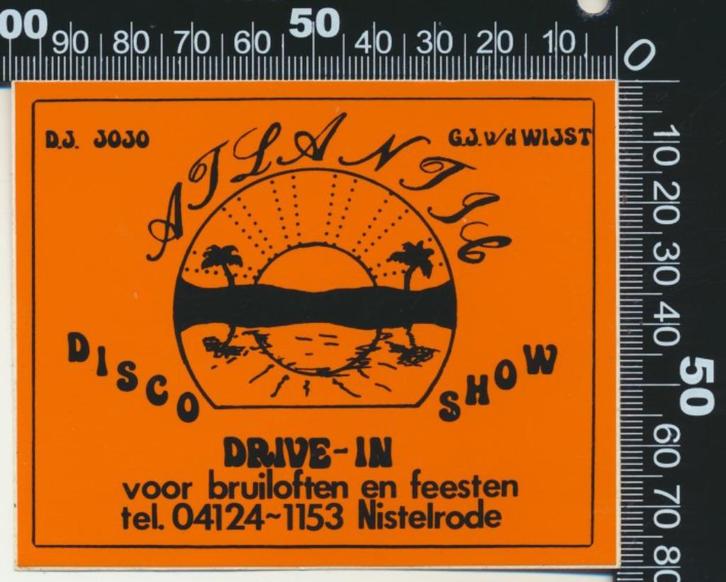 00 90 80 70 60 50 40 30 20 10 0
10 20 30 40 50 60 70 80
D.J. JOJO
G.J. v/d WIJST
ATLANTIS
DISCO SHOW
DRIVE-IN
voor bruiloften en feesten
tel. 04124~1153 Nistelrode